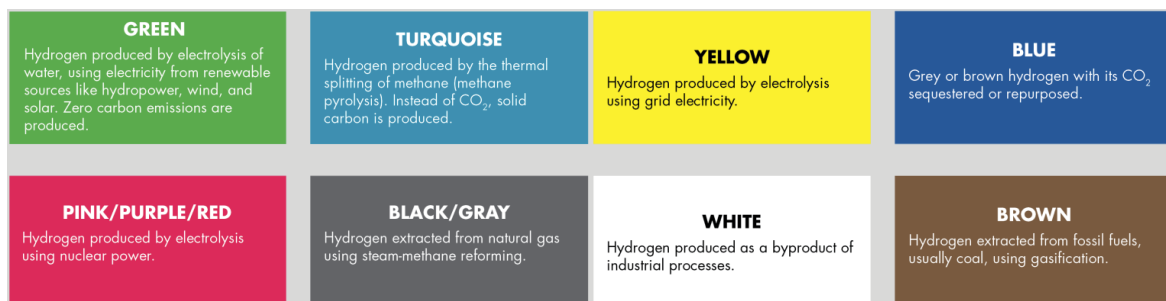 GREEN
Hydrogen produced by electrolysis of
water, using electricity from renewable
sources like hydropower, wind, and
solar. Zero carbon emissions are
produced.
TURQUOISE
Hydrogen produced by the thermal
splitting of methane (methane
pyrolysis). Instead of CO₂, solid
carbon is produced.
YELLOW
Hydrogen produced by electrolysis
using grid electricity.
BLUE
Grey or brown hydrogen with its CO₂
sequestered or repurposed.
PINK/PURPLE/RED
Hydrogen produced by electrolysis
using nuclear power.
BLACK/GRAY
Hydrogen extracted from natural gas
using steam-methane reforming.
WHITE
Hydrogen produced as a byproduct of
industrial processes.
BROWN
Hydrogen extracted from fossil fuels,
usually coal, using gasification.